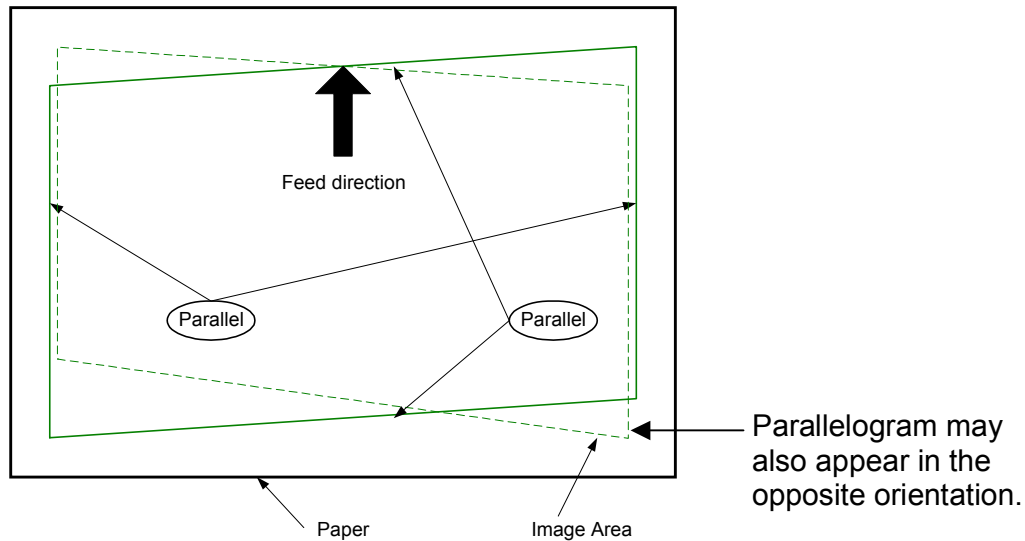 Feed direction
Parallel
Parallel
Parallelogram may
also appear in the
opposite orientation.
Paper
Image Area